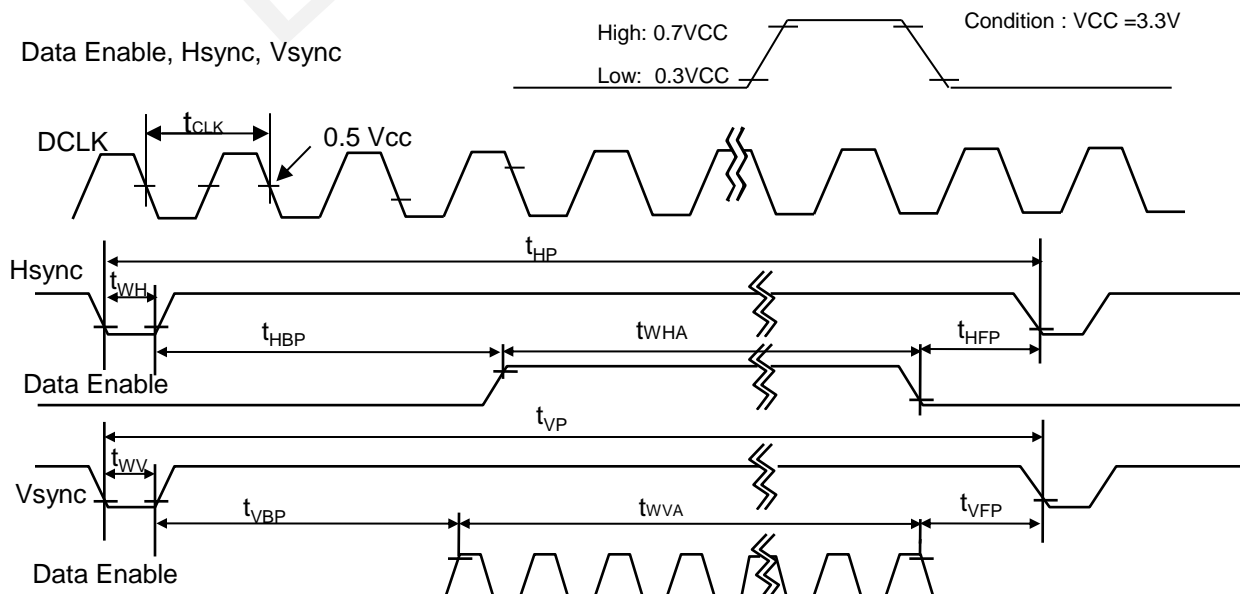 Condition : VCC =3.3V
High: 0.7VCC
Data Enable, Hsync, Vsync
Low: 0.3VCC
tCLK
DCLK
0.5 Vcc
tHP
Hsync
tWH
tHBP
tWHA
tHFP
Data Enable
tVP
tWV
Vsync
tVBP
tWVA
tVFP
Data Enable